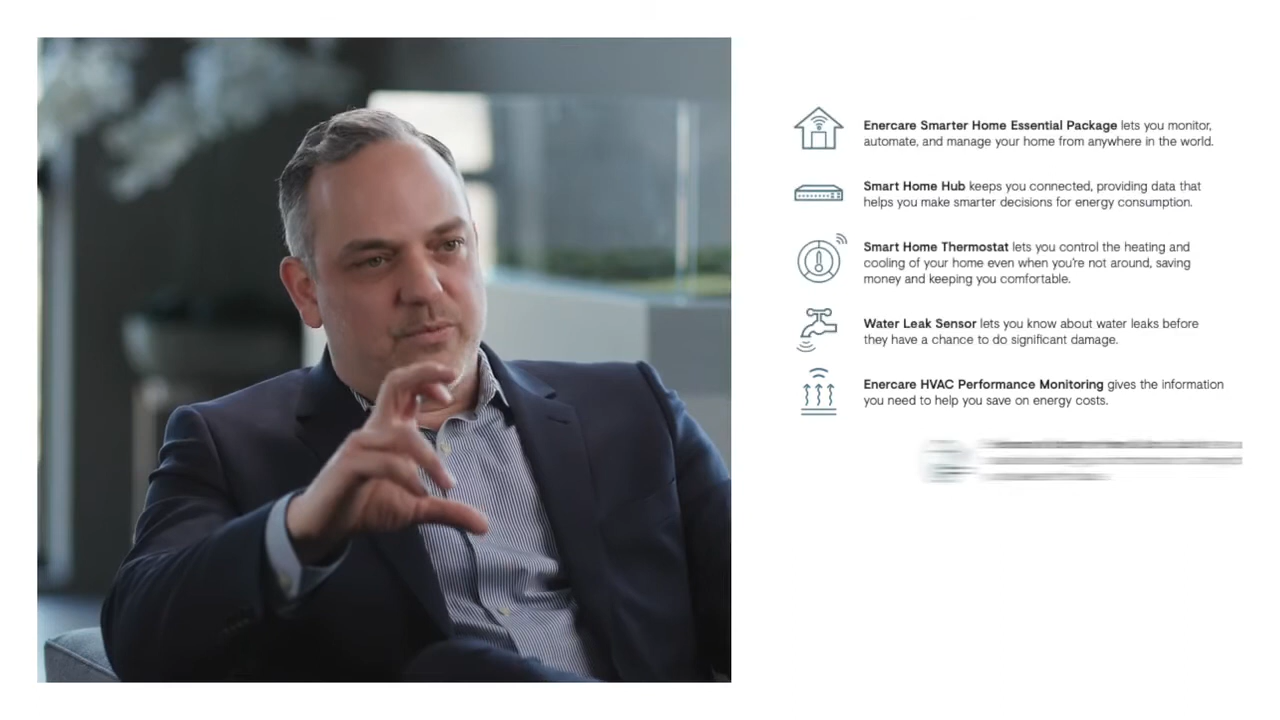 Enercare Smarter Home Essential Package lets you monitor,
automate, and manage your home from anywhere in the world.
Smart Home Hub keeps you connected, providing data that
helps you make smarter decisions for energy consumption.
Smart Home Thermostat lets you control the heating and
cooling of your home even when you're not around, saving
money and keeping you comfortable.
Water Leak Sensor lets you know about water leaks before
they have a chance to do significant damage.
Enercare HVAC Performance Monitoring gives the information
you need to help you save on energy costs.